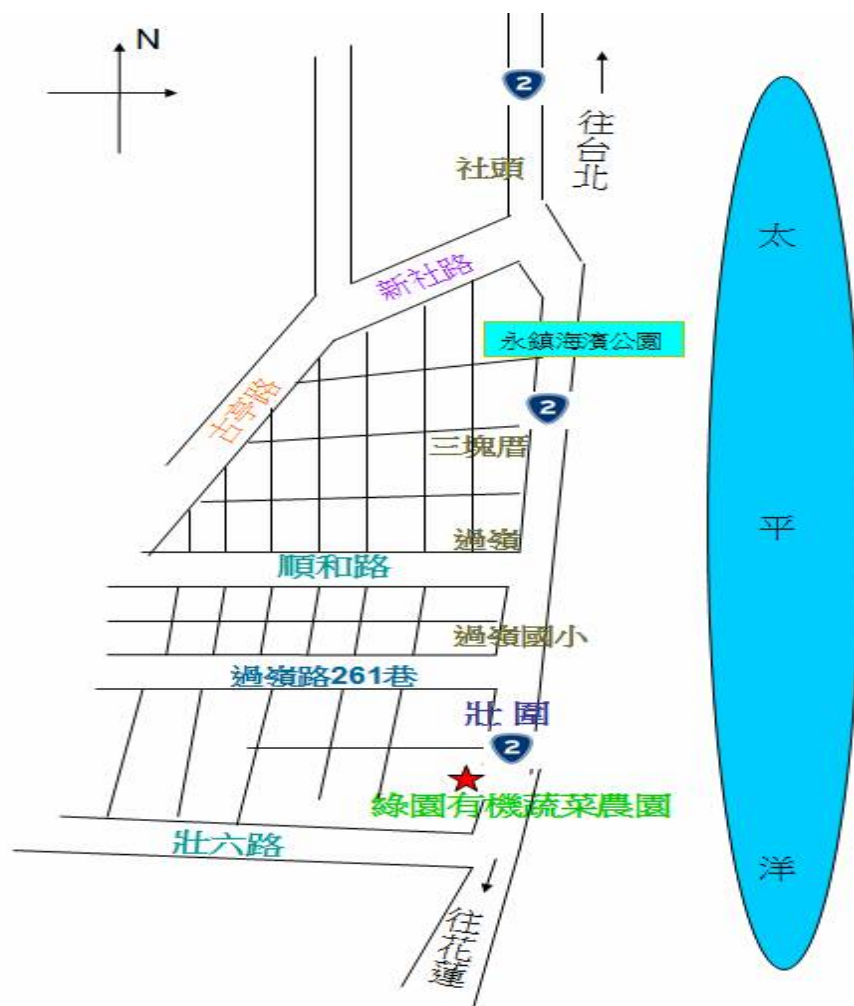 N
2
往台北
社頭
太平洋
新社路
永鎮海濱公園
古亭路
2
三塊厝
過嶺
順和路
過嶺國小
過嶺路261巷
壯圍
2
綠園有機蔬菜農園
壯六路
往花蓮